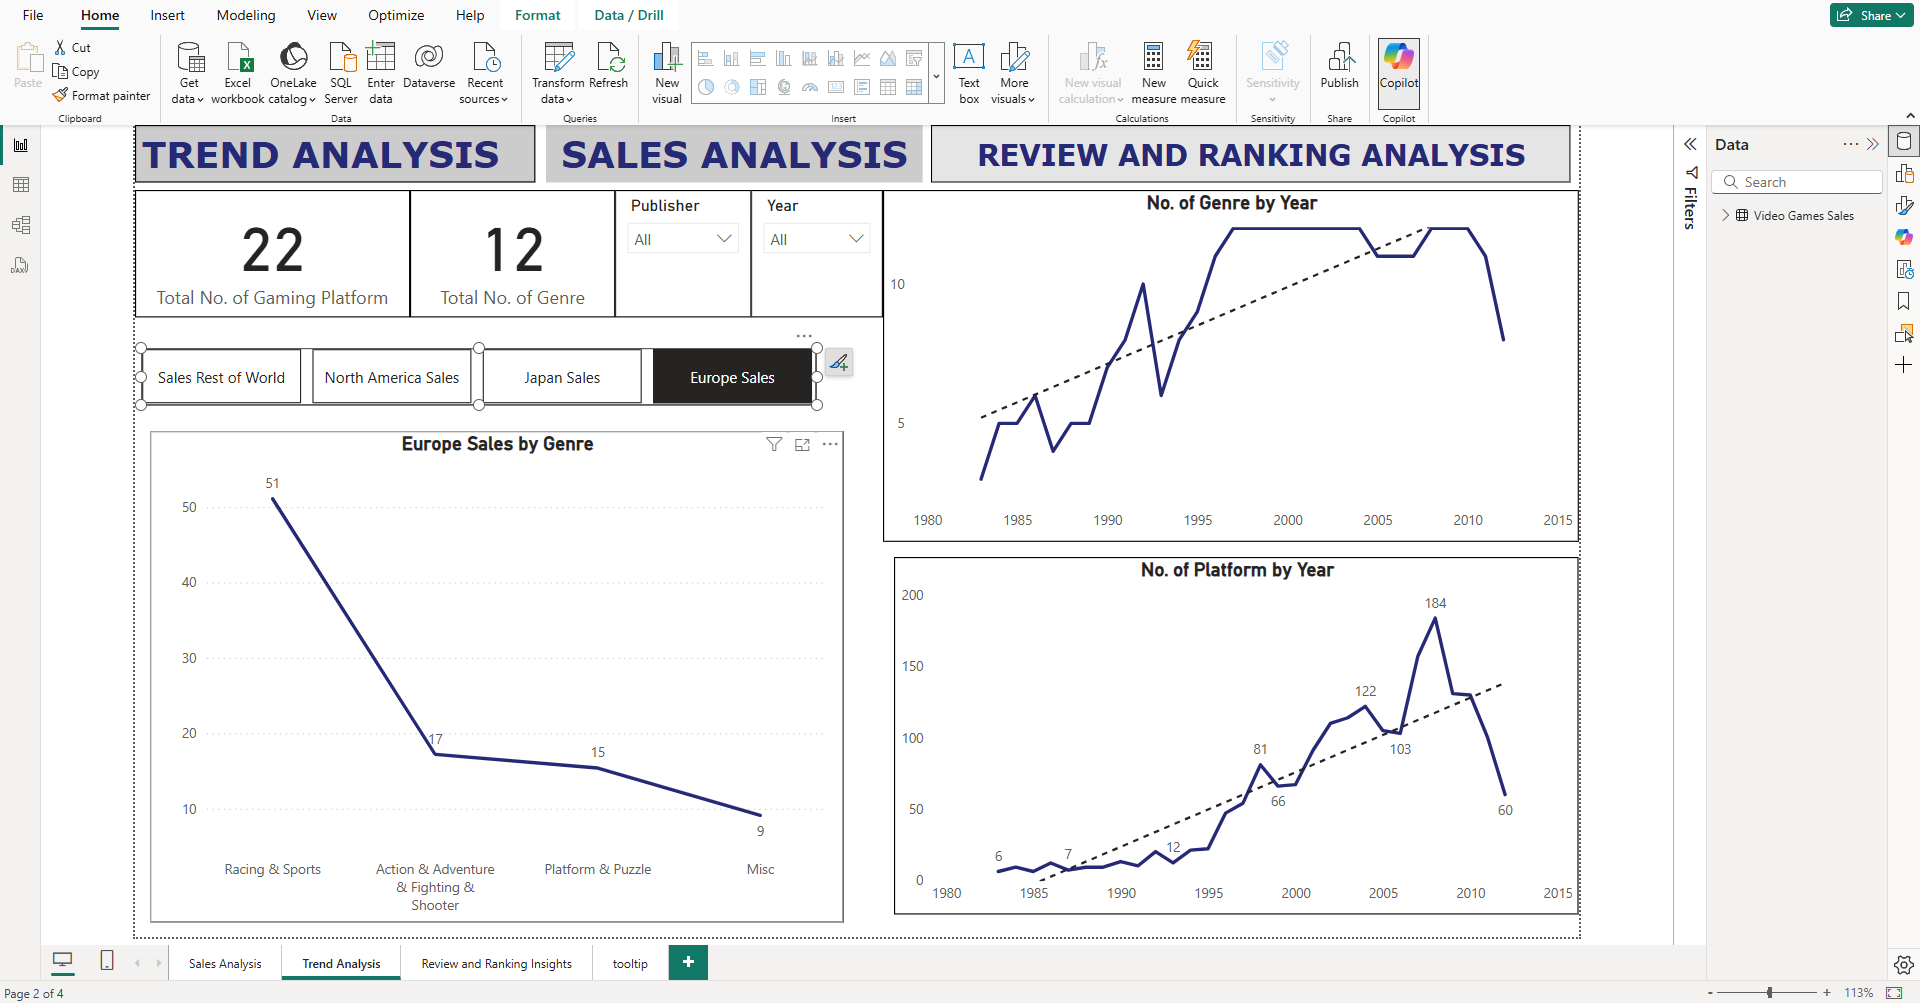 File Home Insert Modeling View Optimize Help Format Data / Drill Share
Paste
Cut
Copy
Format painter
Clipboard
Get data
Excel workbook
OneLake catalog
SQL Server
Enter data
Dataverse
Recent sources
Data
Transform data
Refresh
Queries
New visual
A
Text box
More visuals
Insert
New visual calculation
New measure
Quick measure
Calculations
Sensitivity
Sensitivity
Publish
Share
Copilot
Copilot
TREND ANALYSIS
SALES ANALYSIS
REVIEW AND RANKING ANALYSIS
22
Total No. of Gaming Platform
12
Total No. of Genre
Publisher
All
Year
All
Sales Rest of World
North America Sales
Japan Sales
Europe Sales
Europe Sales by Genre
50
40
30
20
10
51
17
15
9
Racing & Sports
Action & Adventure
& Fighting &
Shooter
Platform & Puzzle
Misc
No. of Genre by Year
10
5
1980 1985 1990 1995 2000 2005 2010 2015
No. of Platform by Year
200
150
100
50
0
6
7
12
81
66
122
103
184
60
1980 1985 1990 1995 2000 2005 2010 2015
Filters
Data
Search
Video Games Sales
DAX
Sales Analysis
Trend Analysis
Review and Ranking Insights
tooltip
+
Page 2 of 4
- + 113%